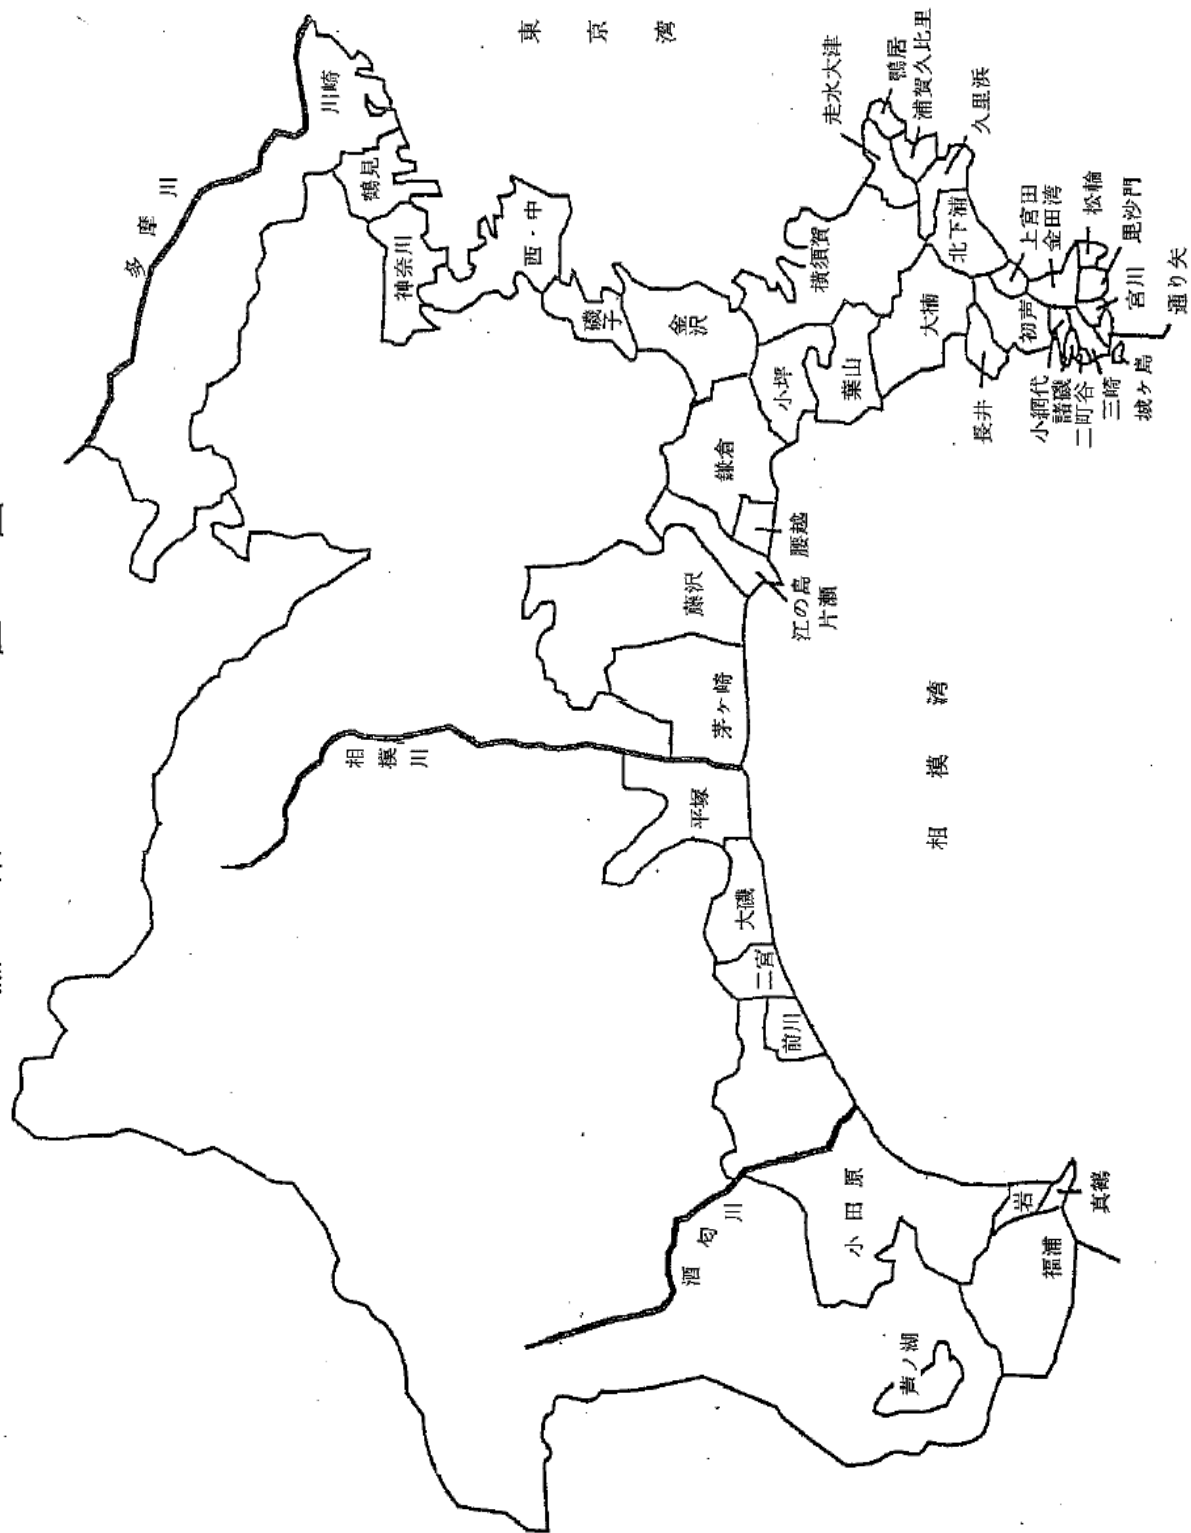 東京湾
多摩川
川崎
鶴見
神奈川
西・中
磯子
金沢
横須賀
走水大津
鴨居
浦賀久比里
久里浜
北下浦
上宮田
金田湾
松輪
毘沙門
宮川
通り矢
城ヶ島
三崎
二町谷
諸磯
小網代
初声
長井
大楠
葉山
小坪
鎌倉
腰越
江の島
片瀬
藤沢
茅ヶ崎
相模川
平塚
大磯
二宮
前川
酒匂川
小田原
岩
真鶴
福浦
芦ノ湖
相模湾